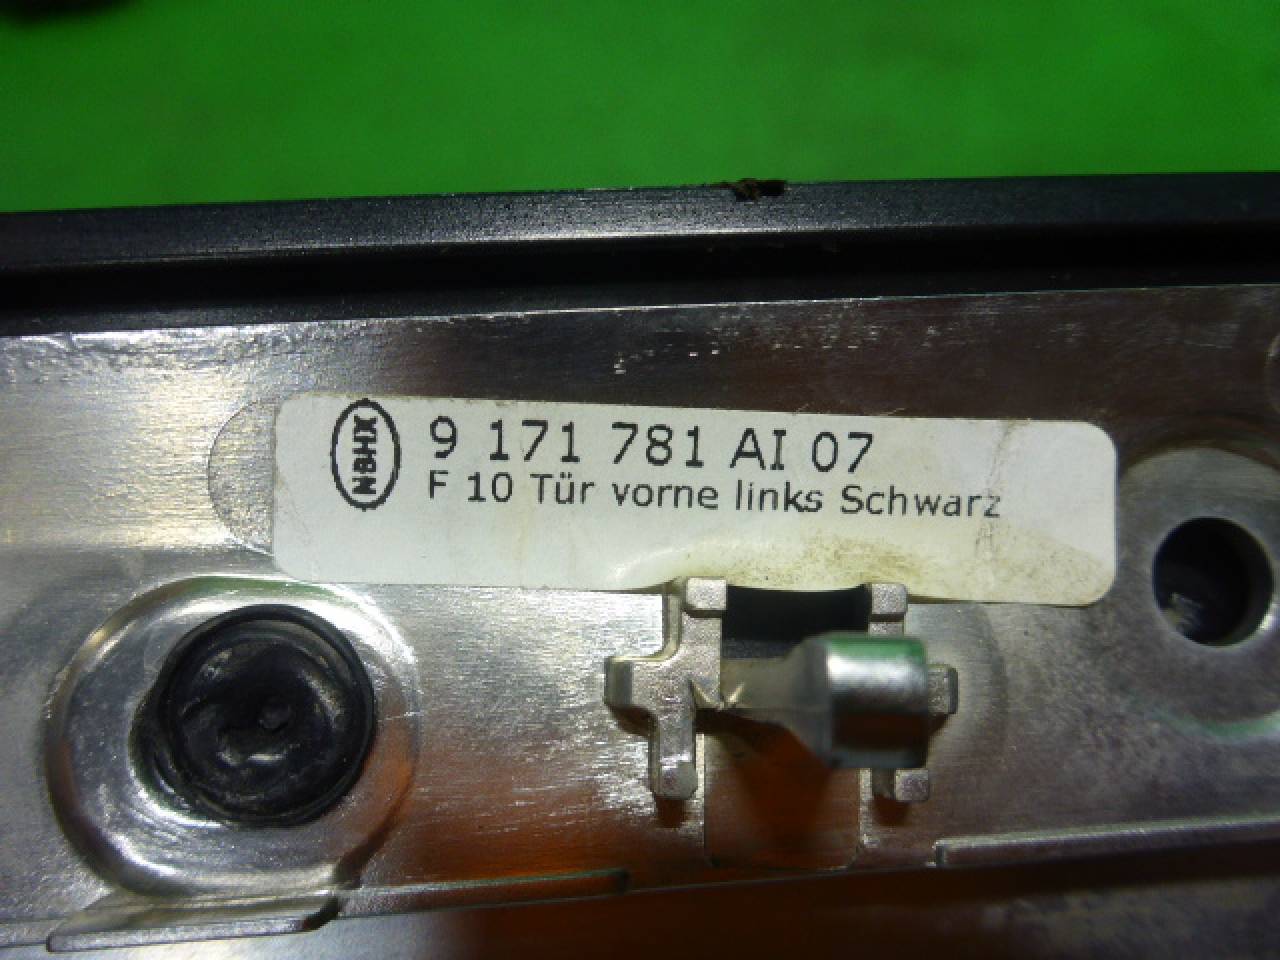 NBHX
9 171 781 AI 07
F 10 Tür vorne links Schwarz